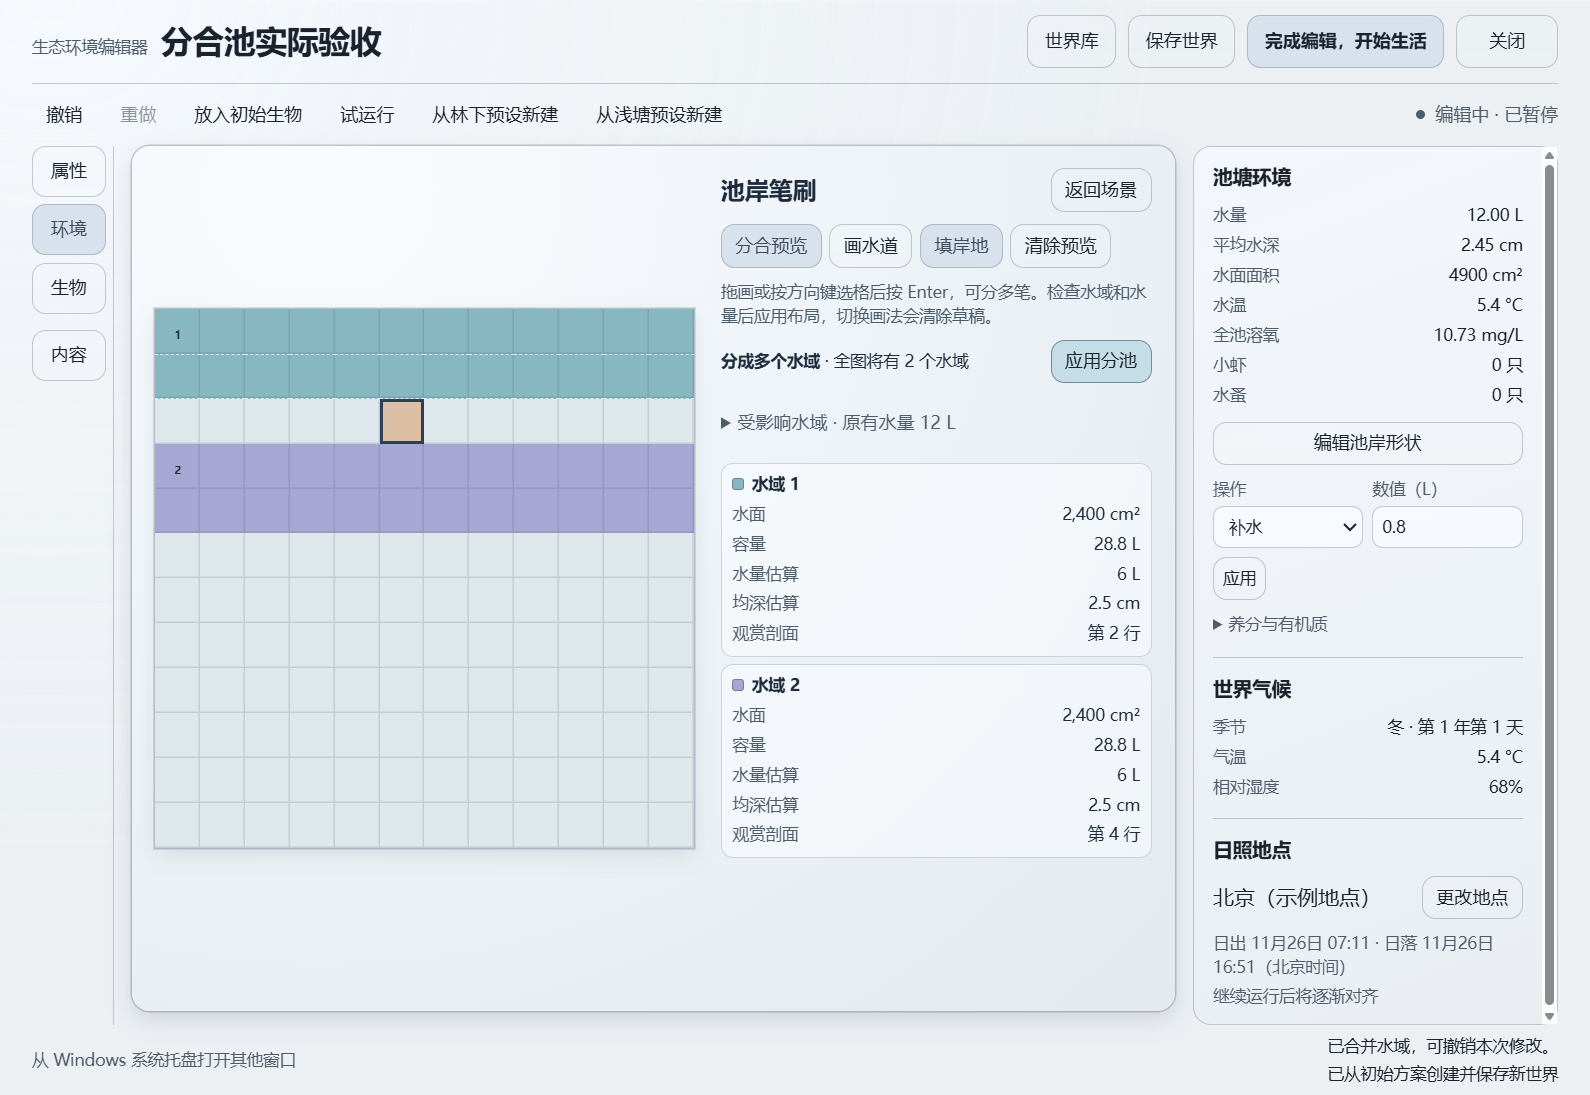 生态环境编辑器 分合池实际验收 世界库 保存世界 完成编辑，开始生活 关闭
撤销 重做 放入初始生物 试运行 从林下预设新建 从浅塘预设新建 编辑中 · 已暂停
属性
环境
生物
内容
1
2
池岸笔刷 返回场景
分合预览 画水道 填岸地 清除预览
拖画或按方向键选格后按 Enter，可分多笔。检查水域和水
量后应用布局，切换画法会清除草稿。
分成多个水域 · 全图将有 2 个水域 应用分池
受影响水域 · 原有水量 12 L
水域 1
水面 2,400 cm²
容量 28.8 L
水量估算 6 L
均深估算 2.5 cm
观赏剖面 第 2 行
水域 2
水面 2,400 cm²
容量 28.8 L
水量估算 6 L
均深估算 2.5 cm
观赏剖面 第 4 行
池塘环境
水量 12.00 L
平均水深 2.45 cm
水面面积 4900 cm²
水温 5.4 °C
全池溶氧 10.73 mg/L
小虾 0 只
水蚤 0 只
编辑池岸形状
操作 数值（L）
补水 0.8
应用
养分与有机质
世界气候
季节 冬 · 第 1 年第 1 天
气温 5.4 °C
相对湿度 68%
日照地点
北京（示例地点） 更改地点
日出 11月26日 07:11 · 日落 11月26日
16:51（北京时间）
继续运行后将逐渐对齐
从 Windows 系统托盘打开其他窗口
已合并水域，可撤销本次修改。
已从初始方案创建并保存新世界